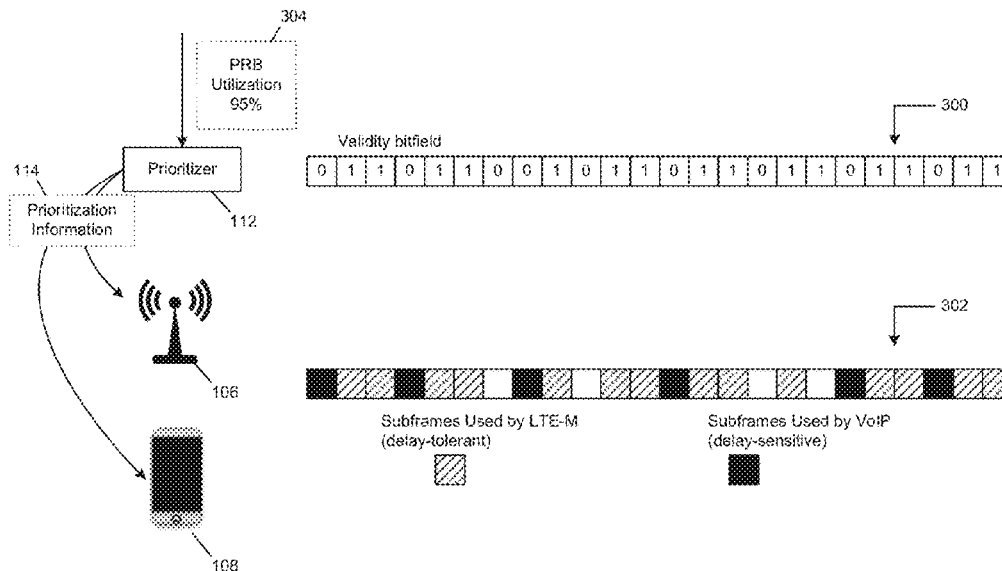 304
PRB
Utilization
95%
300
Validity bitfield
114
Prioritizer
0 1 1 0 1 1 0 0 1 0 1 1 0 1 1 0 1 1 0 1 1 0 1 1
Prioritization
Information
112
302
106
Subframes Used by LTE-M
(delay-tolerant)
Subframes Used by VoIP
(delay-sensitive)
108